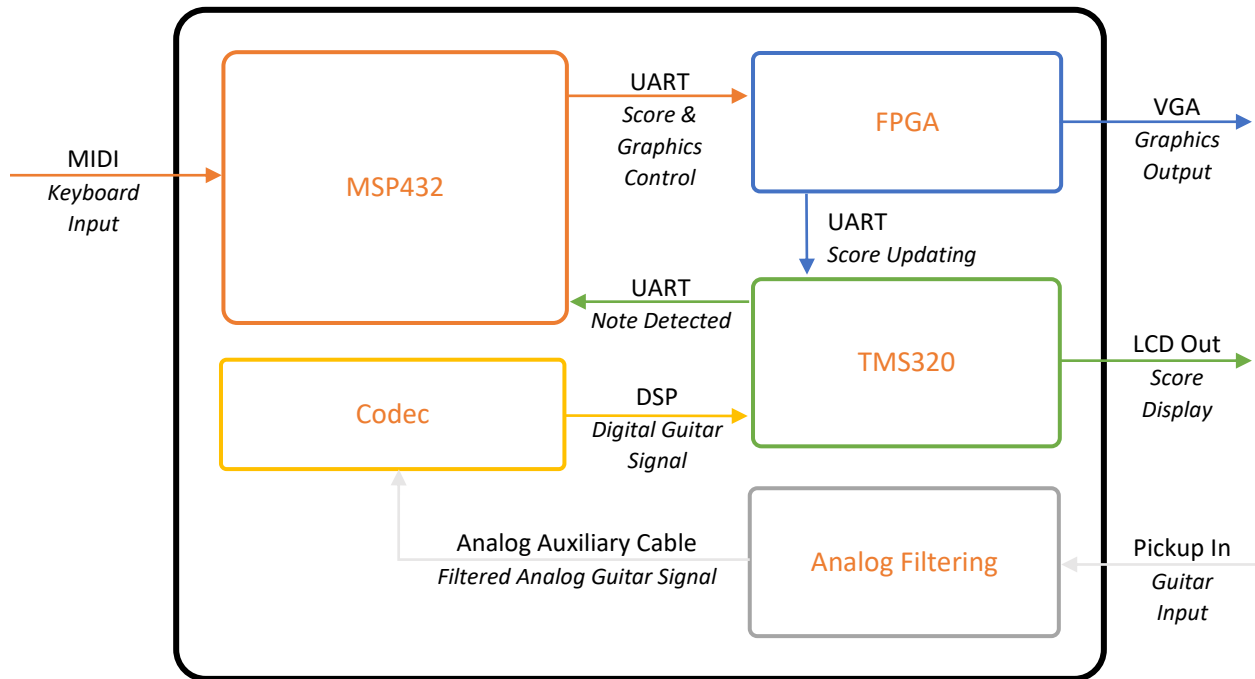 MIDI
Keyboard
Input
MSP432
UART
Score &
Graphics
Control
FPGA
VGA
Graphics
Output
UART
Score Updating
UART
Note Detected
TMS320
LCD Out
Score
Display
Codec
DSP
Digital Guitar
Signal
Analog Auxiliary Cable
Filtered Analog Guitar Signal
Analog Filtering
Pickup In
Guitar
Input